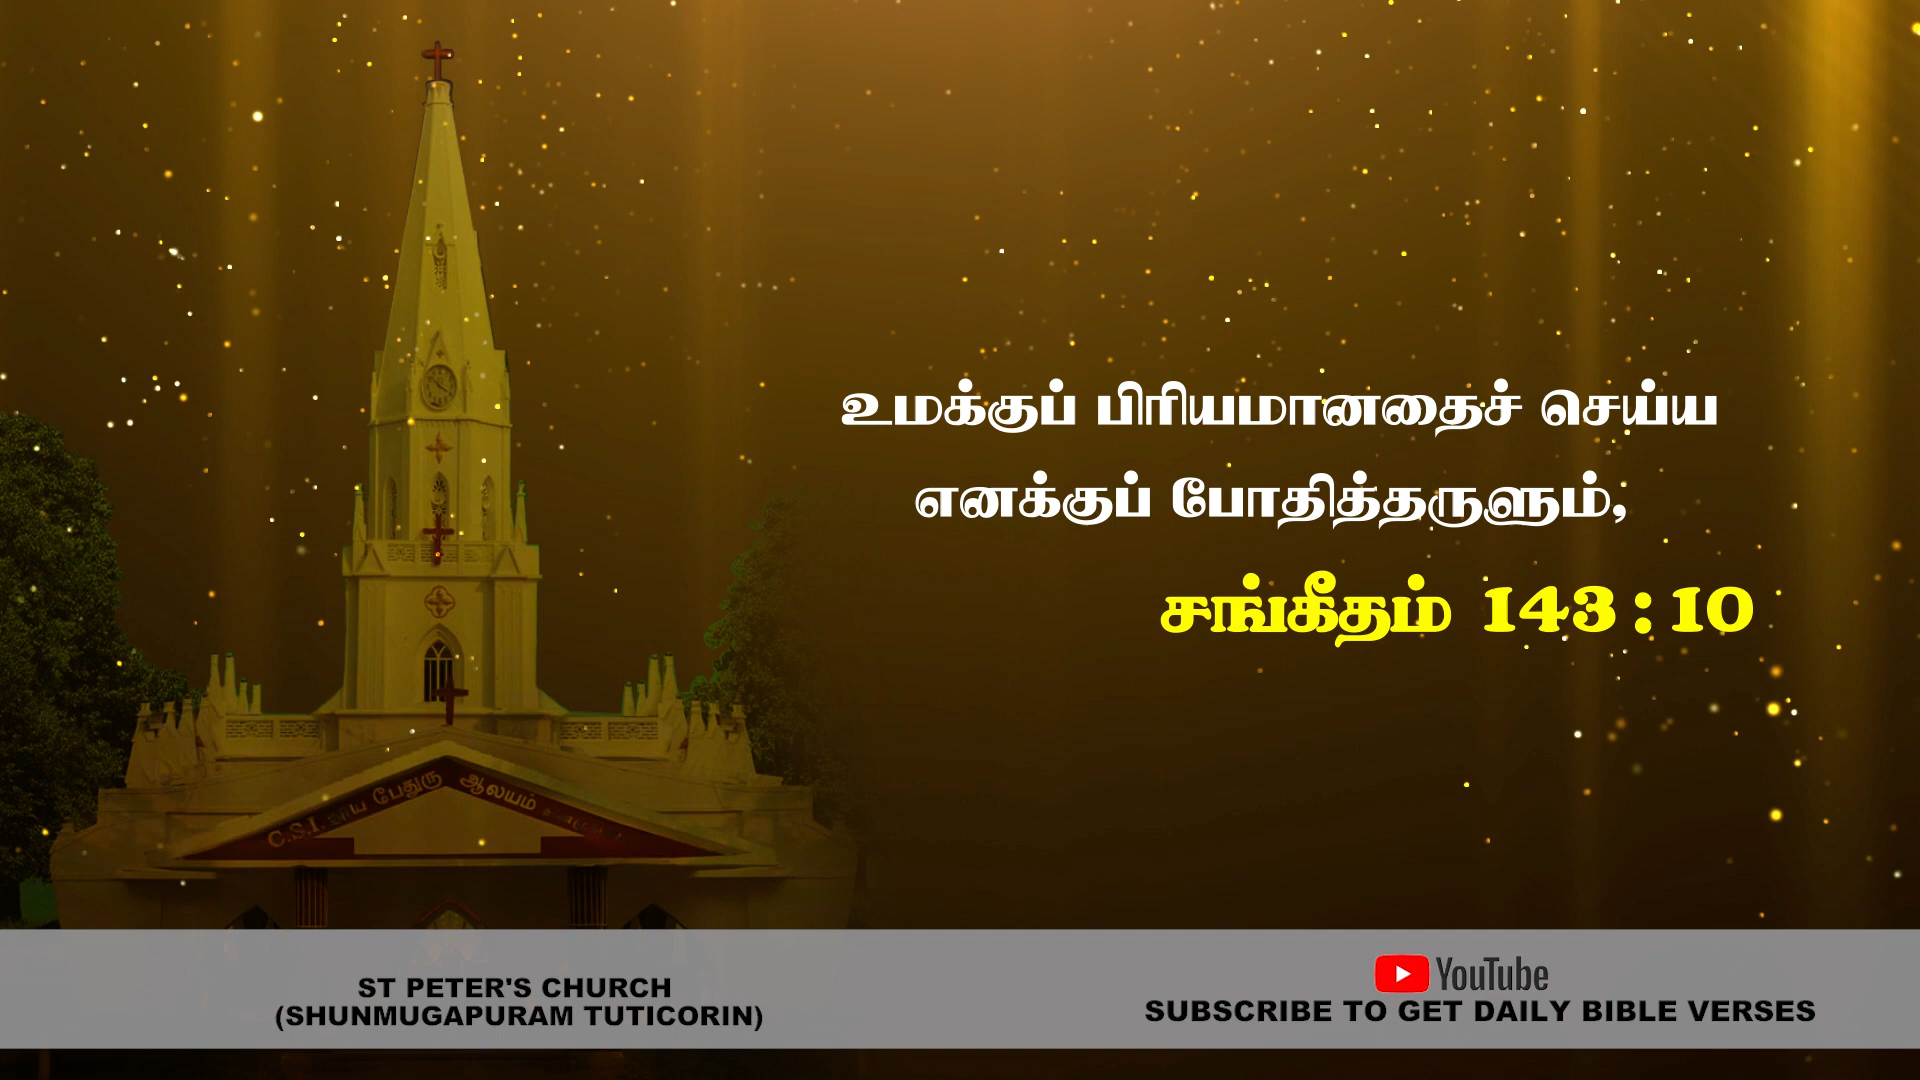 உமக்குப் பிரியமானதைச் செய்ய
எனக்குப் போதித்தருளும்,
சங்கீதம் 143:10
C.S.I. பேதுரு ஆலயம்
ST PETER'S CHURCH
(SHUNMUGAPURAM TUTICORIN)
YouTube
SUBSCRIBE TO GET DAILY BIBLE VERSES